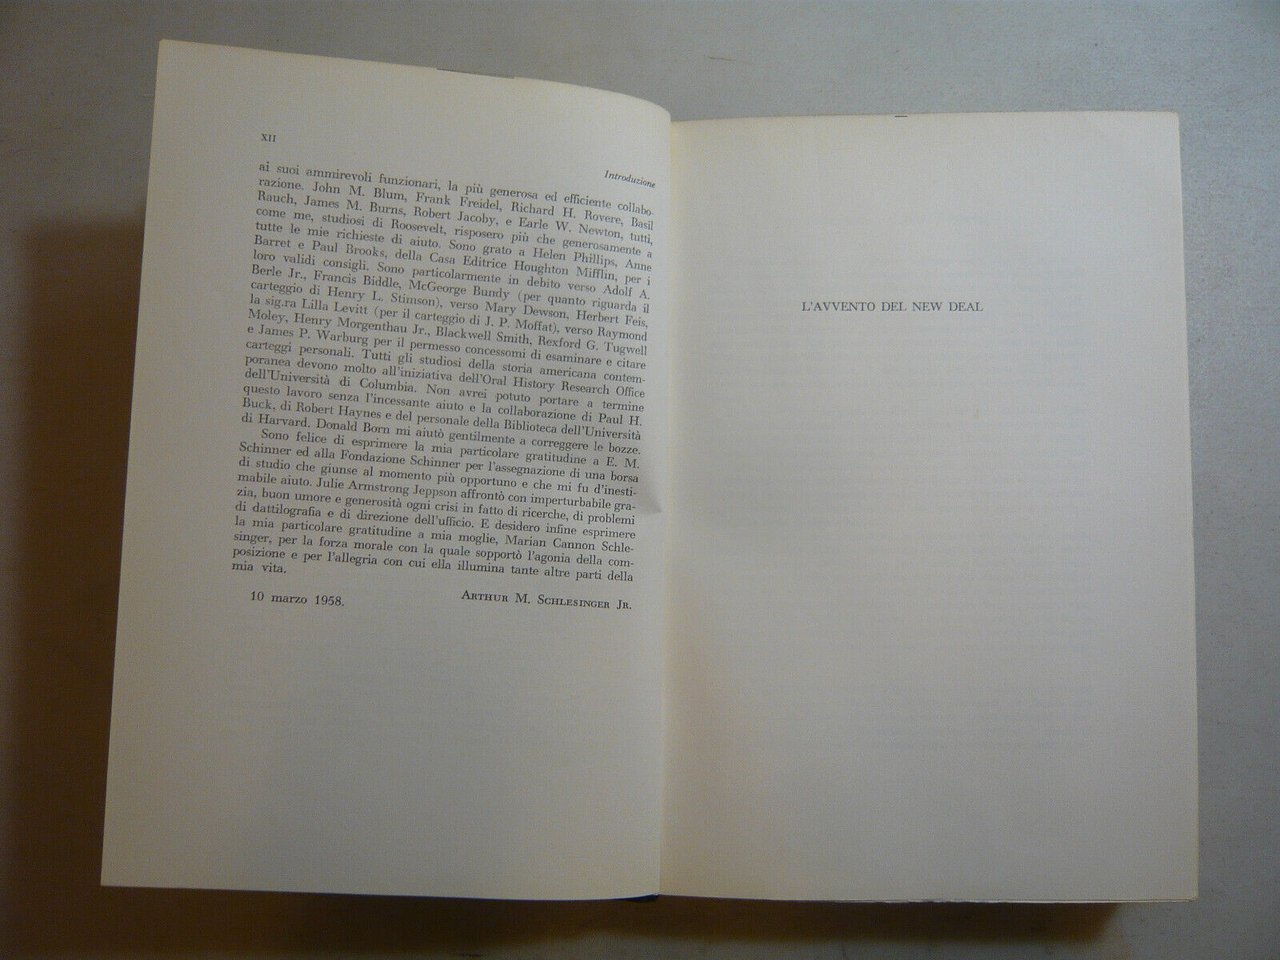 XII
Introduzione
ai suoi ammirevoli funzionari, la più generosa ed efficiente collabo-
razione. John M. Blum, Frank Freidel, Richard H. Rovere, Basil
Rauch, James M. Burns, Robert Jacoby, e Earle W. Newton, tutti,
come me, studiosi di Roosevelt, risposero più che generosamente a
tutte le mie richieste di aiuto. Sono grato a Helen Phillips, Anne
Barret e Paul Brooks, della Casa Editrice Houghton Mifflin, per i
loro validi consigli. Sono particolarmente in debito verso Adolf A.
Berle Jr., Francis Biddle, McGeorge Bundy (per quanto riguarda il
carteggio di Henry L. Stimson), verso Mary Dewson, Herbert Feis,
la sig.ra Lilla Levitt (per il carteggio di J. P. Moffat), verso Raymond
Moley, Henry Morgenthau Jr., Blackwell Smith, Rexford G. Tugwell
e James P. Warburg per il permesso concessomi di esaminare e citare
carteggi personali. Tutti gli studiosi della storia americana contem-
poranea devono molto all'iniziativa dell'Oral History Research Office
dell'Università di Columbia. Non avrei potuto portare a termine
questo lavoro senza l'incessante aiuto e la collaborazione di Paul H.
Buck, di Robert Haynes e del personale della Biblioteca dell'Università
di Harvard. Donald Born mi aiutò gentilmente a correggere le bozze.
Sono felice di esprimere la mia particolare gratitudine a E. M.
Schinner ed alla Fondazione Schinner per l'assegnazione di una borsa
di studio che giunse al momento più opportuno e che mi fu d'inesti-
mabile aiuto. Julie Armstrong Jeppson affrontò con imperturbabile gra-
zia, buon umore e generosità ogni crisi in fatto di ricerche, di problemi
di dattilografia e di direzione dell'ufficio. E desidero infine esprimere
la mia particolare gratitudine a mia moglie, Marian Cannon Schle-
singer, per la forza morale con la quale sopportò l'agonia della com-
posizione e per l'allegria con cui ella illumina tante altre parti della
mia vita.
10 marzo 1958. ARTHUR M. SCHLESINGER JR.
L'AVVENTO DEL NEW DEAL